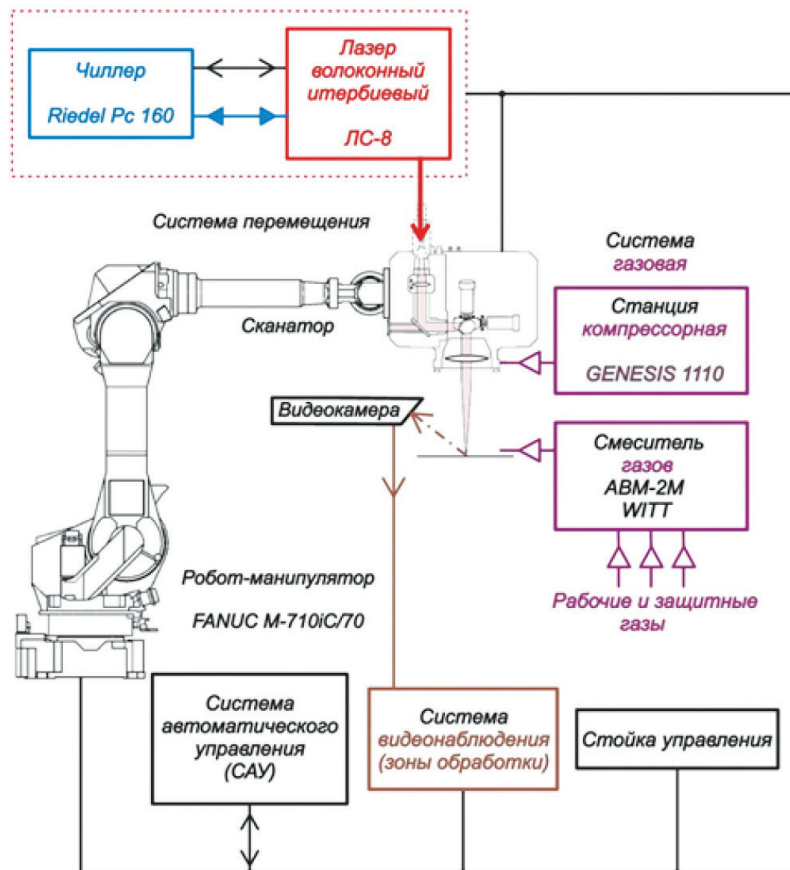 Чиллер
Riedel Pc 160
Лазер
волоконный
итербиевый
ЛС-8
Система перемещения
Сканатор
Система
газовая
Станция
компрессорная
GENESIS 1110
Видеокамера
Смеситель
газов
АВМ-2М
WITT
Рабочие и защитные
газы
Робот-манипулятор
FANUC M-710iC/70
Система
автоматического
управления
(САУ)
Система
видеонаблюдения
(зоны обработки)
Стойка управления